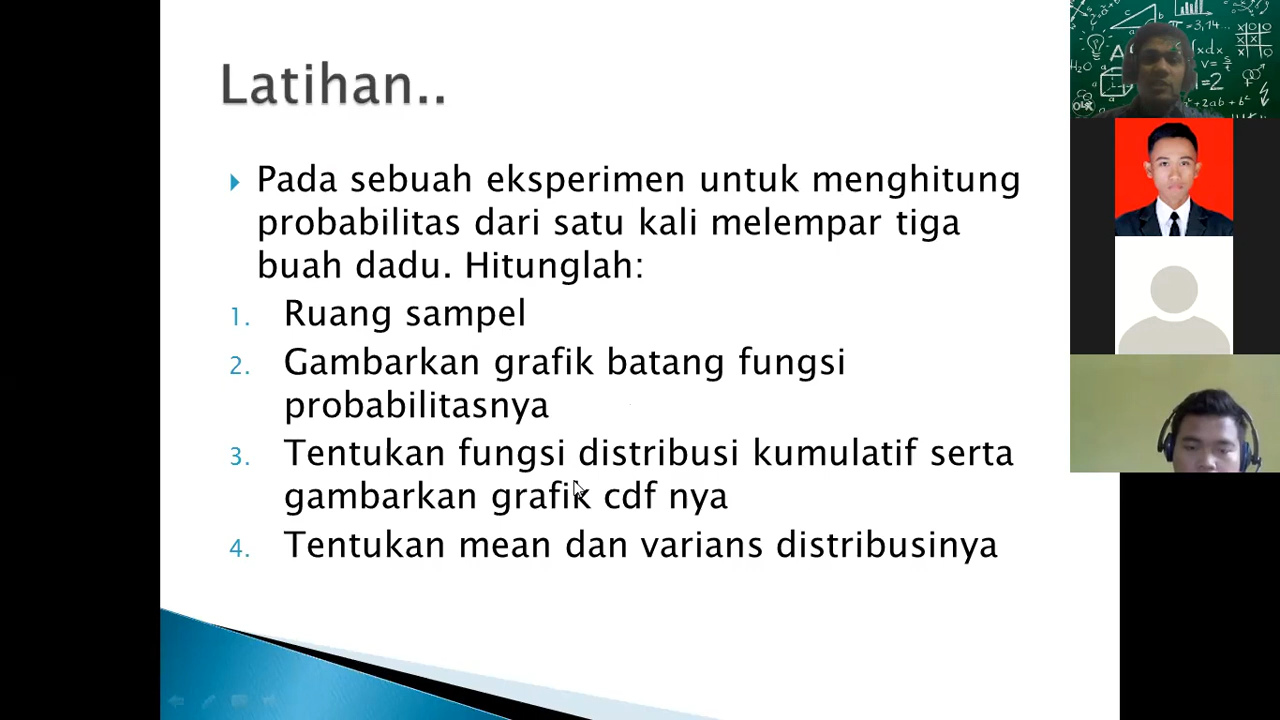 Latihan..
Pada sebuah eksperimen untuk menghitung
probabilitas dari satu kali melempar tiga
buah dadu. Hitunglah:
1. Ruang sampel
2. Gambarkan grafik batang fungsi
probabilitasnya
3. Tentukan fungsi distribusi kumulatif serta
gambarkan grafik cdf nya
4. Tentukan mean dan varians distribusinya